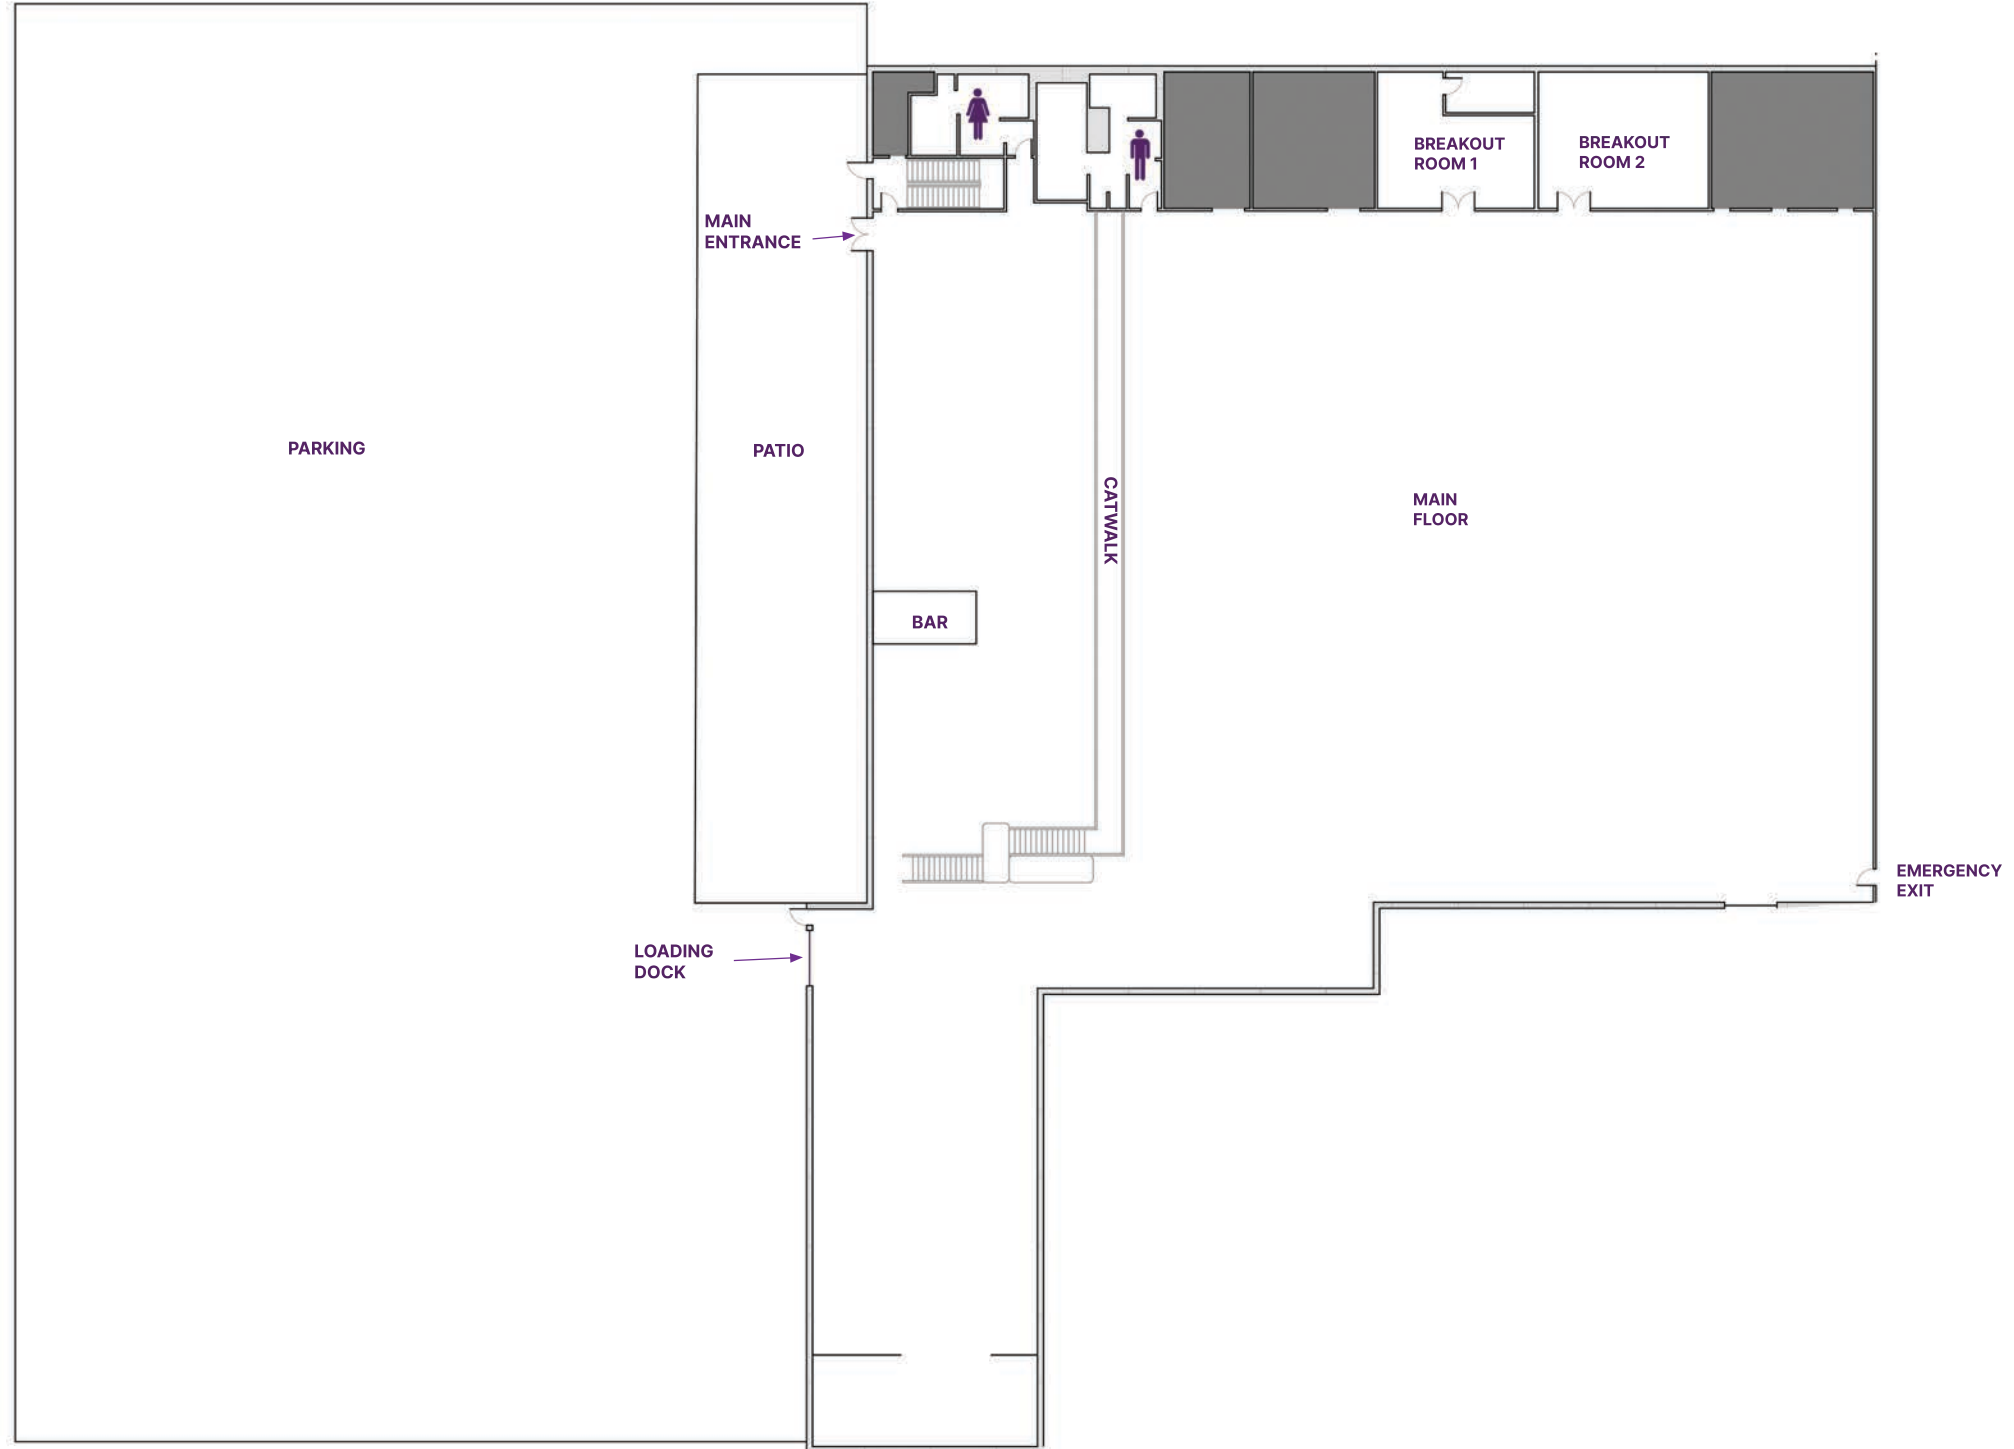 BREAKOUT
ROOM 1
BREAKOUT
ROOM 2
MAIN
ENTRANCE
PARKING
PATIO
CATWALK
MAIN
FLOOR
BAR
EMERGENCY
EXIT
LOADING
DOCK